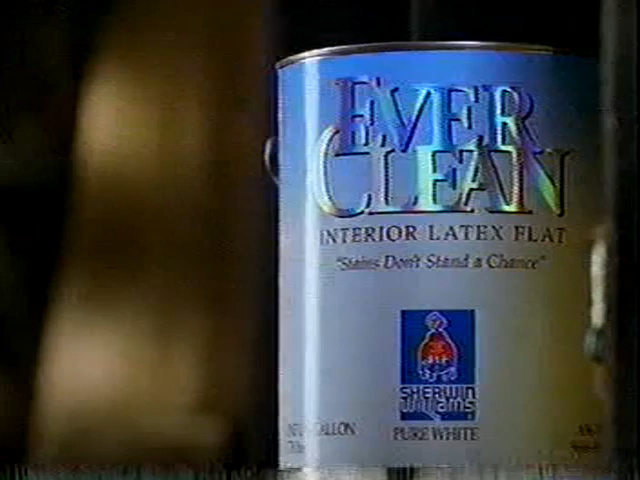 EVER
CLEAN
INTERIOR LATEX FLAT
"Stains Don't Stand a Chance"
SHERWIN
WILLIAMS
GALLON
PURE WHITE